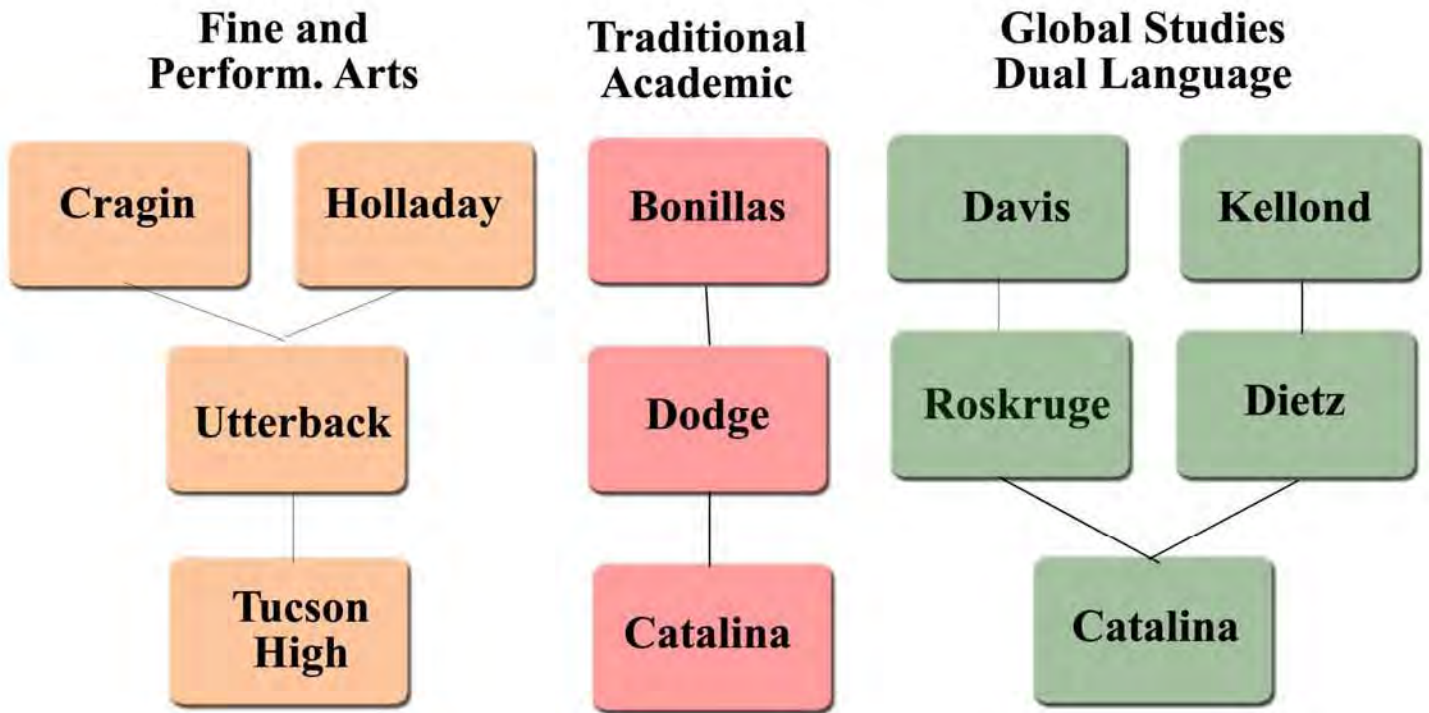 Fine and
Perform. Arts
Traditional
Academic
Global Studies
Dual Language
Cragin
Holladay
Bonillas
Davis
Kellond
Utterback
Dodge
Roskruge
Dietz
Tucson
High
Catalina
Catalina